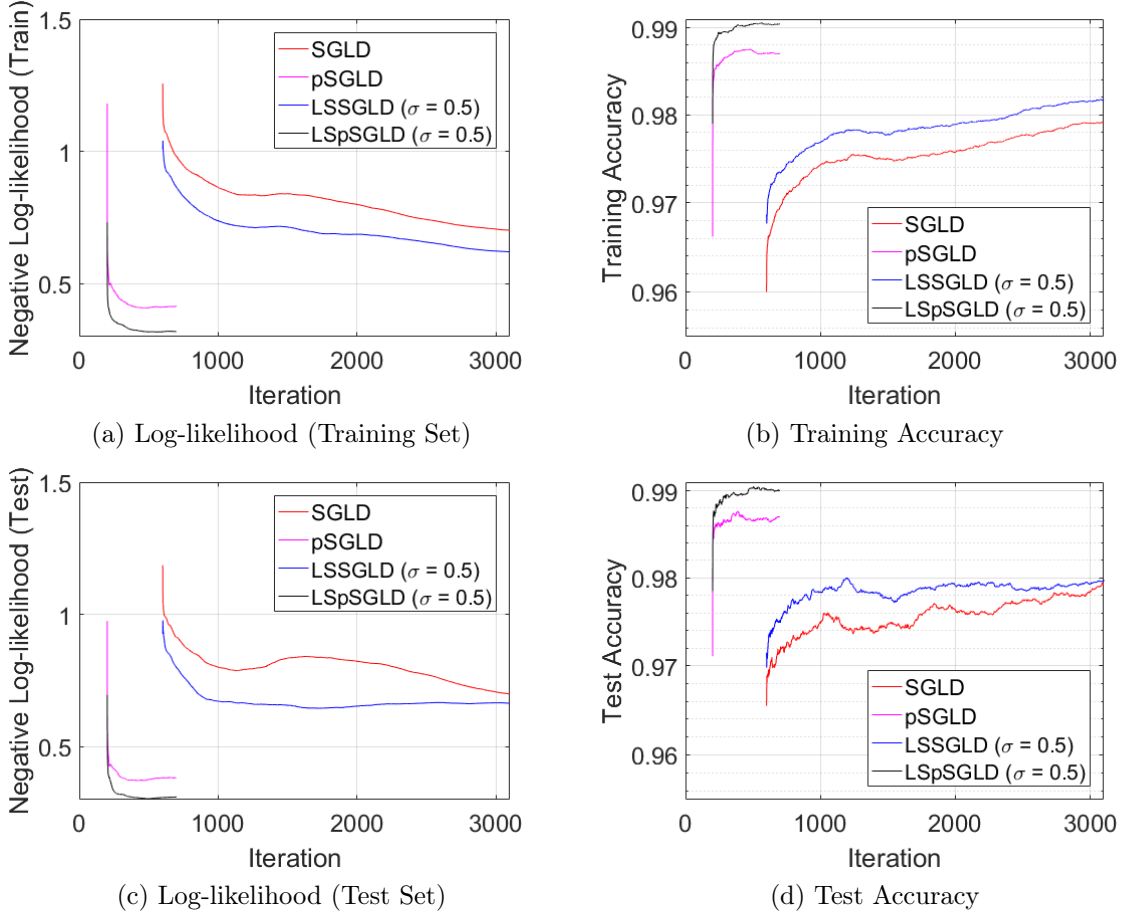 1.5
1
0.5
0 1000 2000 3000
Negative Log-likelihood (Train)
Iteration
SGLD
pSGLD
LSSGLD (σ = 0.5)
LSpSGLD (σ = 0.5)
(a) Log-likelihood (Training Set)
0.99
0.98
0.97
0.96
0 1000 2000 3000
Training Accuracy
Iteration
SGLD
pSGLD
LSSGLD (σ = 0.5)
LSpSGLD (σ = 0.5)
(b) Training Accuracy
1.5
1
0.5
0 1000 2000 3000
Negative Log-likelihood (Test)
Iteration
SGLD
pSGLD
LSSGLD (σ = 0.5)
LSpSGLD (σ = 0.5)
(c) Log-likelihood (Test Set)
0.99
0.98
0.97
0.96
0 1000 2000 3000
Test Accuracy
Iteration
SGLD
pSGLD
LSSGLD (σ = 0.5)
LSpSGLD (σ = 0.5)
(d) Test Accuracy